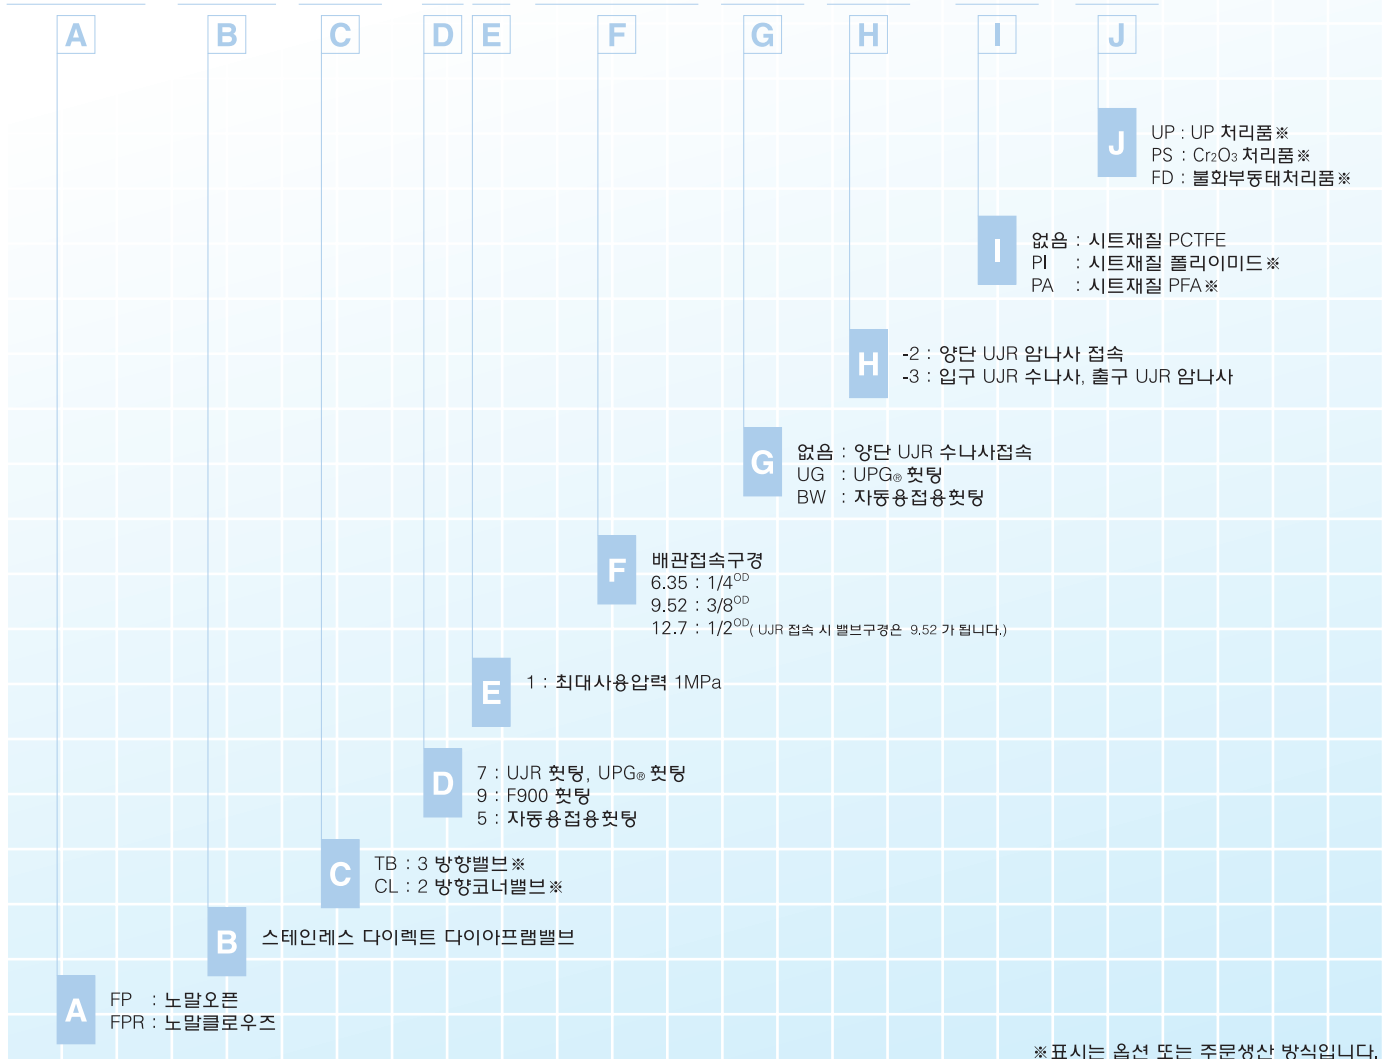 A B C D E F G H I J
J
UP : UP 처리품※
PS : Cr₂O₃ 처리품※
FD : 불화부동태처리품※
I
없음 : 시트재질 PCTFE
PI : 시트재질 폴리이미드※
PA : 시트재질 PFA※
H
-2 : 양단 UJR 암나사 접속
-3 : 입구 UJR 수나사, 출구 UJR 암나사
G
없음 : 양단 UJR 수나사접속
UG : UPG® 휫팅
BW : 자동용접용휫팅
F
배관접속구경
6.35 : 1/4ᴼᴰ
9.52 : 3/8ᴼᴰ
12.7 : 1/2ᴼᴰ( UJR 접속 시 밸브구경은 9.52 가 됩니다.)
E
1 : 최대사용압력 1MPa
D
7 : UJR 휫팅, UPG® 휫팅
9 : F900 휫팅
5 : 자동용접용휫팅
C
TB : 3 방향밸브※
CL : 2 방향코너밸브※
B
스테인레스 다이렉트 다이아프램밸브
A
FP : 노말오픈
FPR : 노말클로우즈
※표시는 옵션 또는 주문생산 방식입니다.